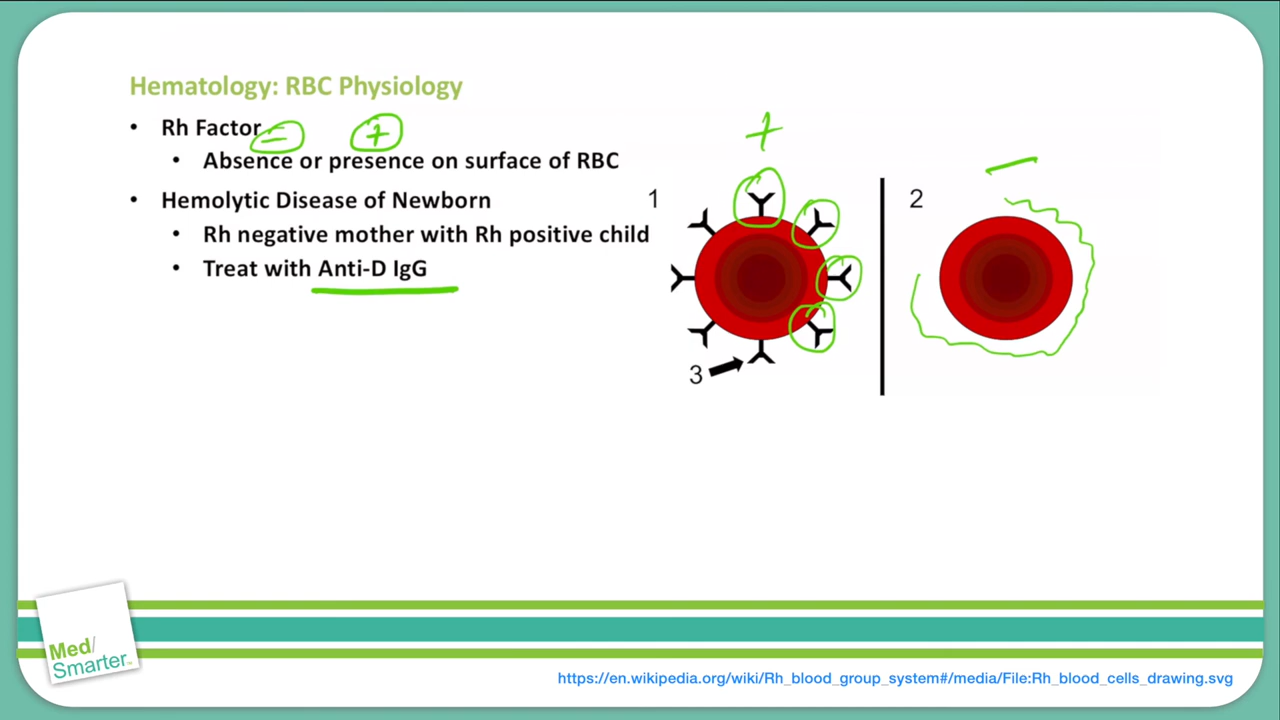 Hematology: RBC Physiology
• Rh Factor
− +
• Absence or presence on surface of RBC
• Hemolytic Disease of Newborn
• Rh negative mother with Rh positive child
• Treat with Anti-D IgG
+
−
1
2
3
Med/
Smarter™
https://en.wikipedia.org/wiki/Rh_blood_group_system#/media/File:Rh_blood_cells_drawing.svg